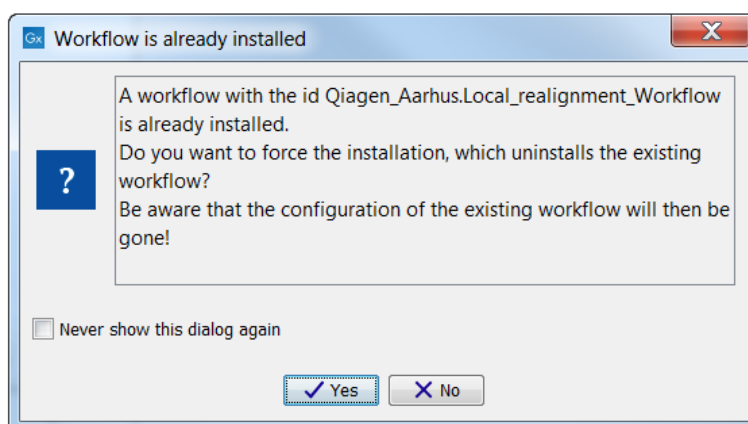 Gx Workflow is already installed
A workflow with the id Qiagen_Aarhus.Local_realignment_Workflow
is already installed.
Do you want to force the installation, which uninstalls the existing
workflow?
Be aware that the configuration of the existing workflow will then be
gone!
?
Never show this dialog again
Yes No